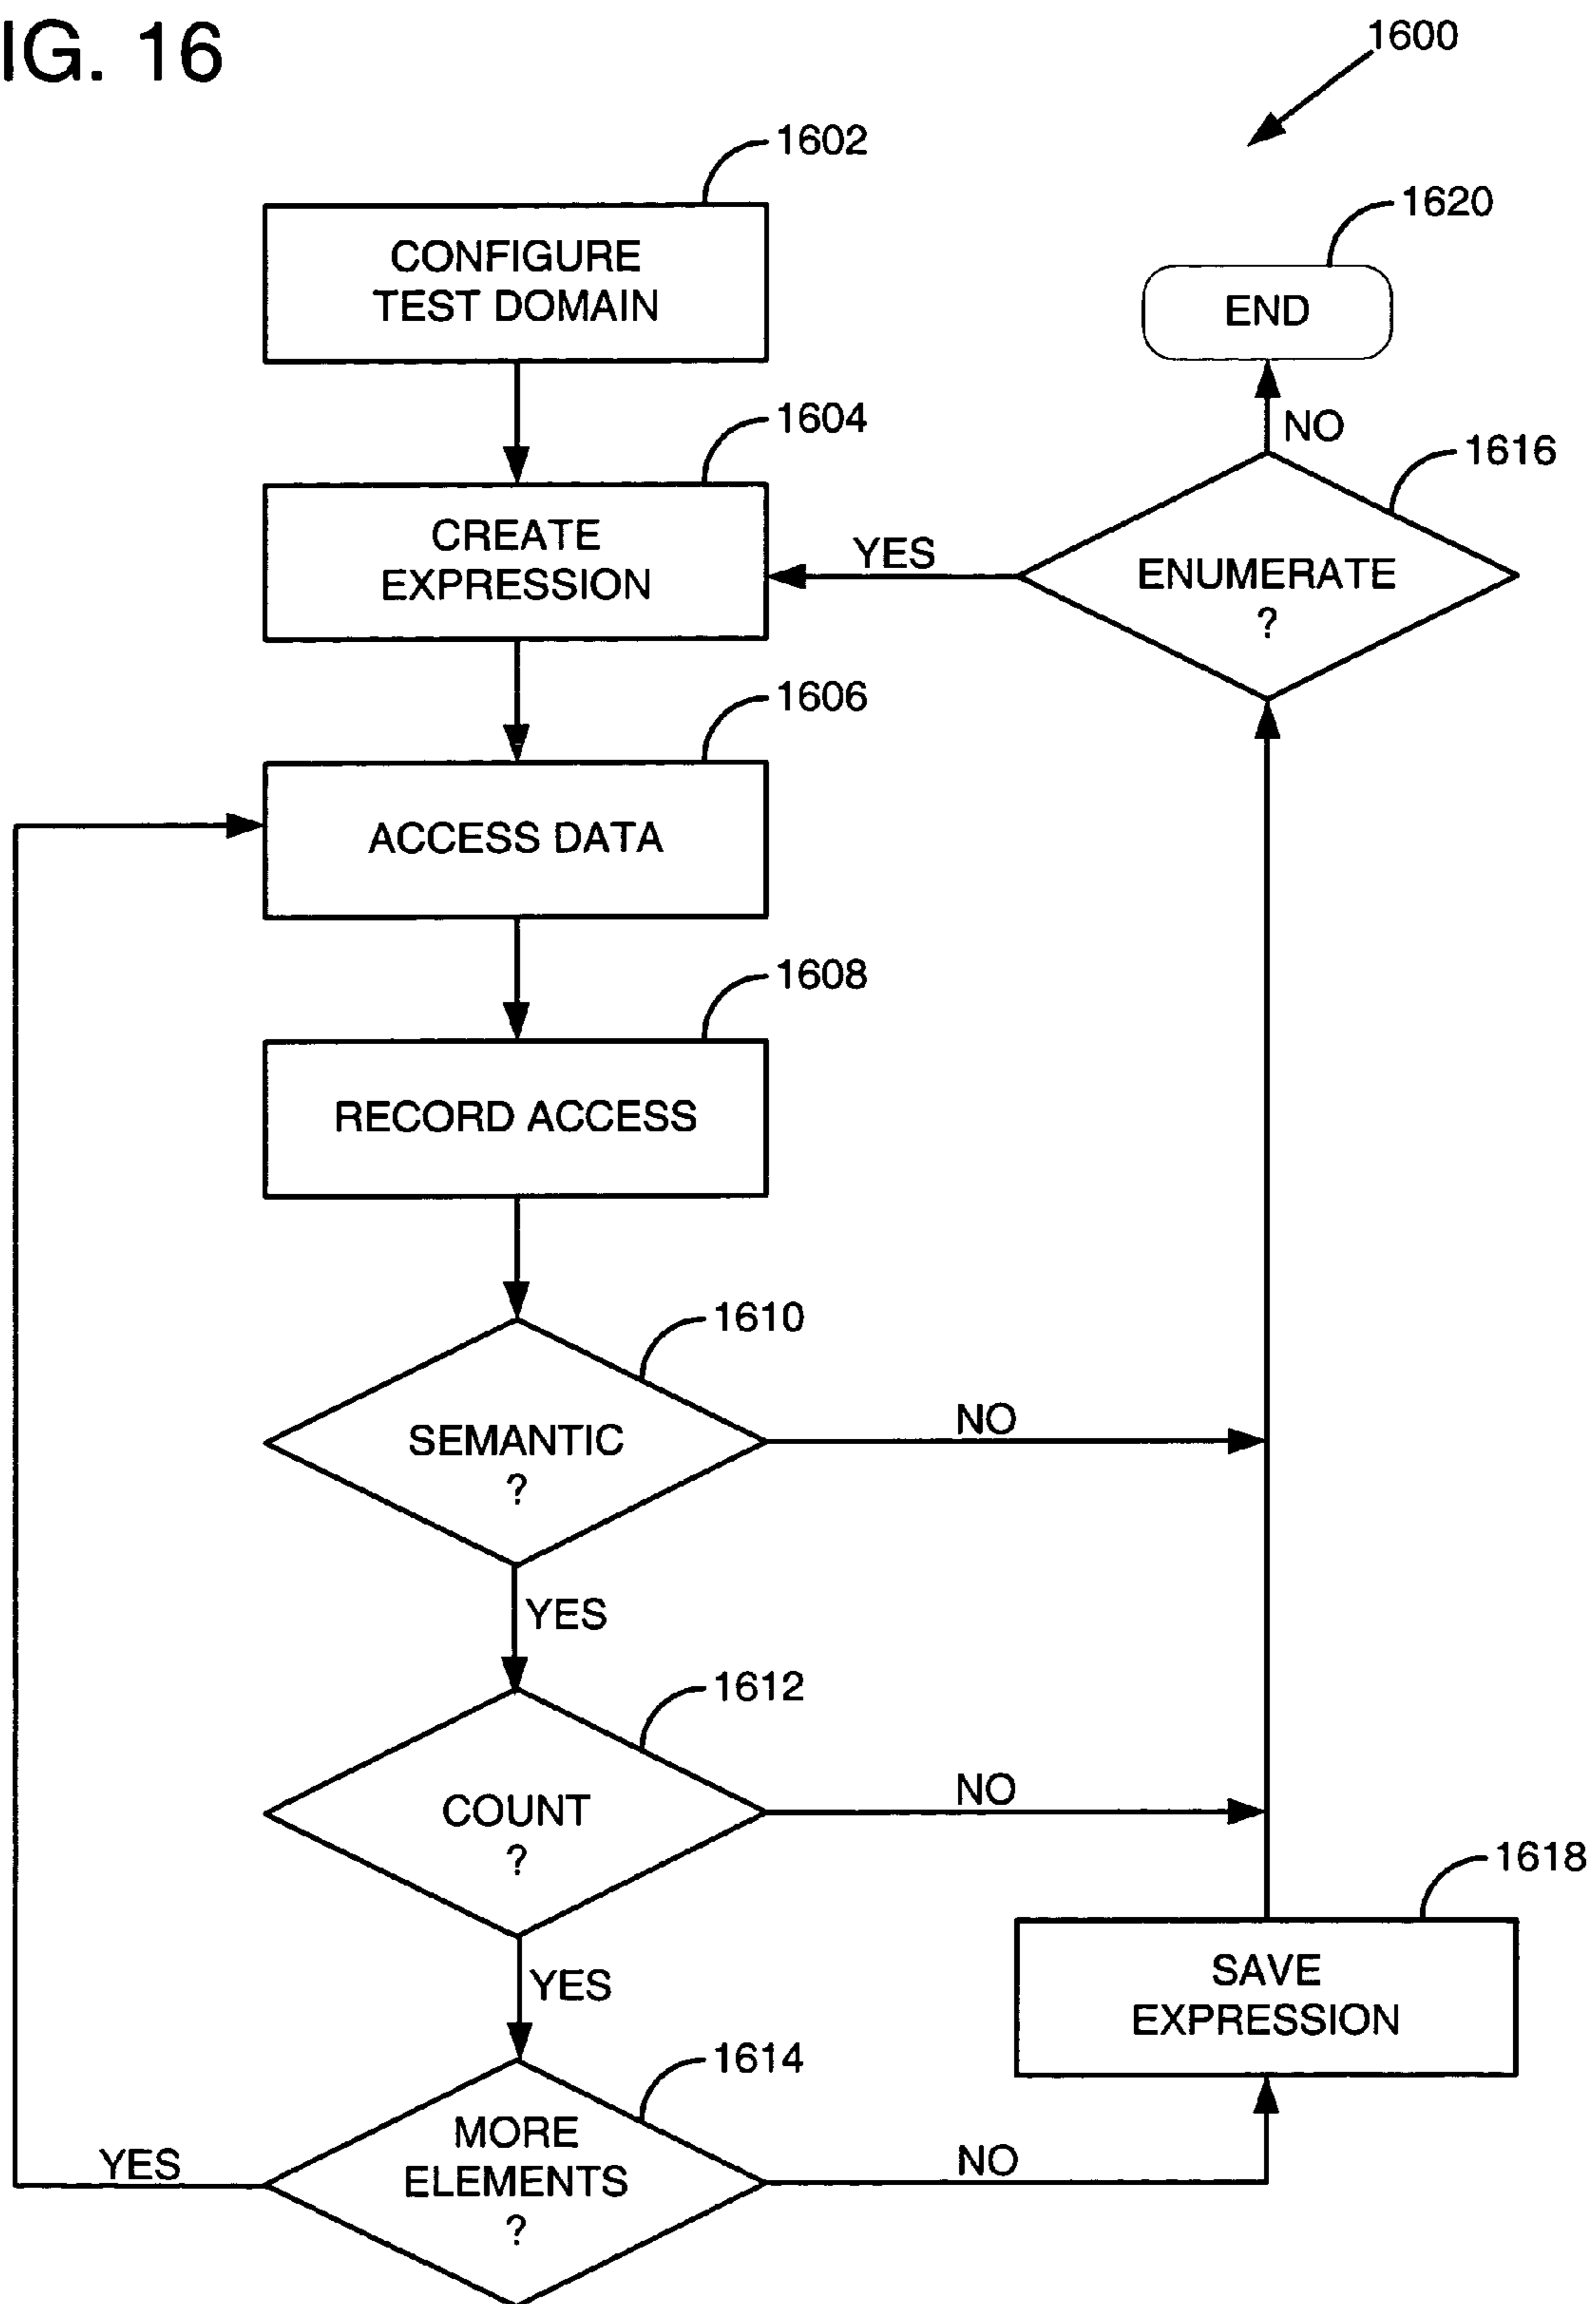 IG. 16
1600
1602
CONFIGURE
TEST DOMAIN
1620
END
NO
1604
CREATE
EXPRESSION
YES
1616
ENUMERATE
?
1606
ACCESS DATA
1608
RECORD ACCESS
1610
SEMANTIC
?
NO
YES
1612
COUNT
?
NO
YES
1618
SAVE
EXPRESSION
1614
MORE
ELEMENTS
?
YES
NO